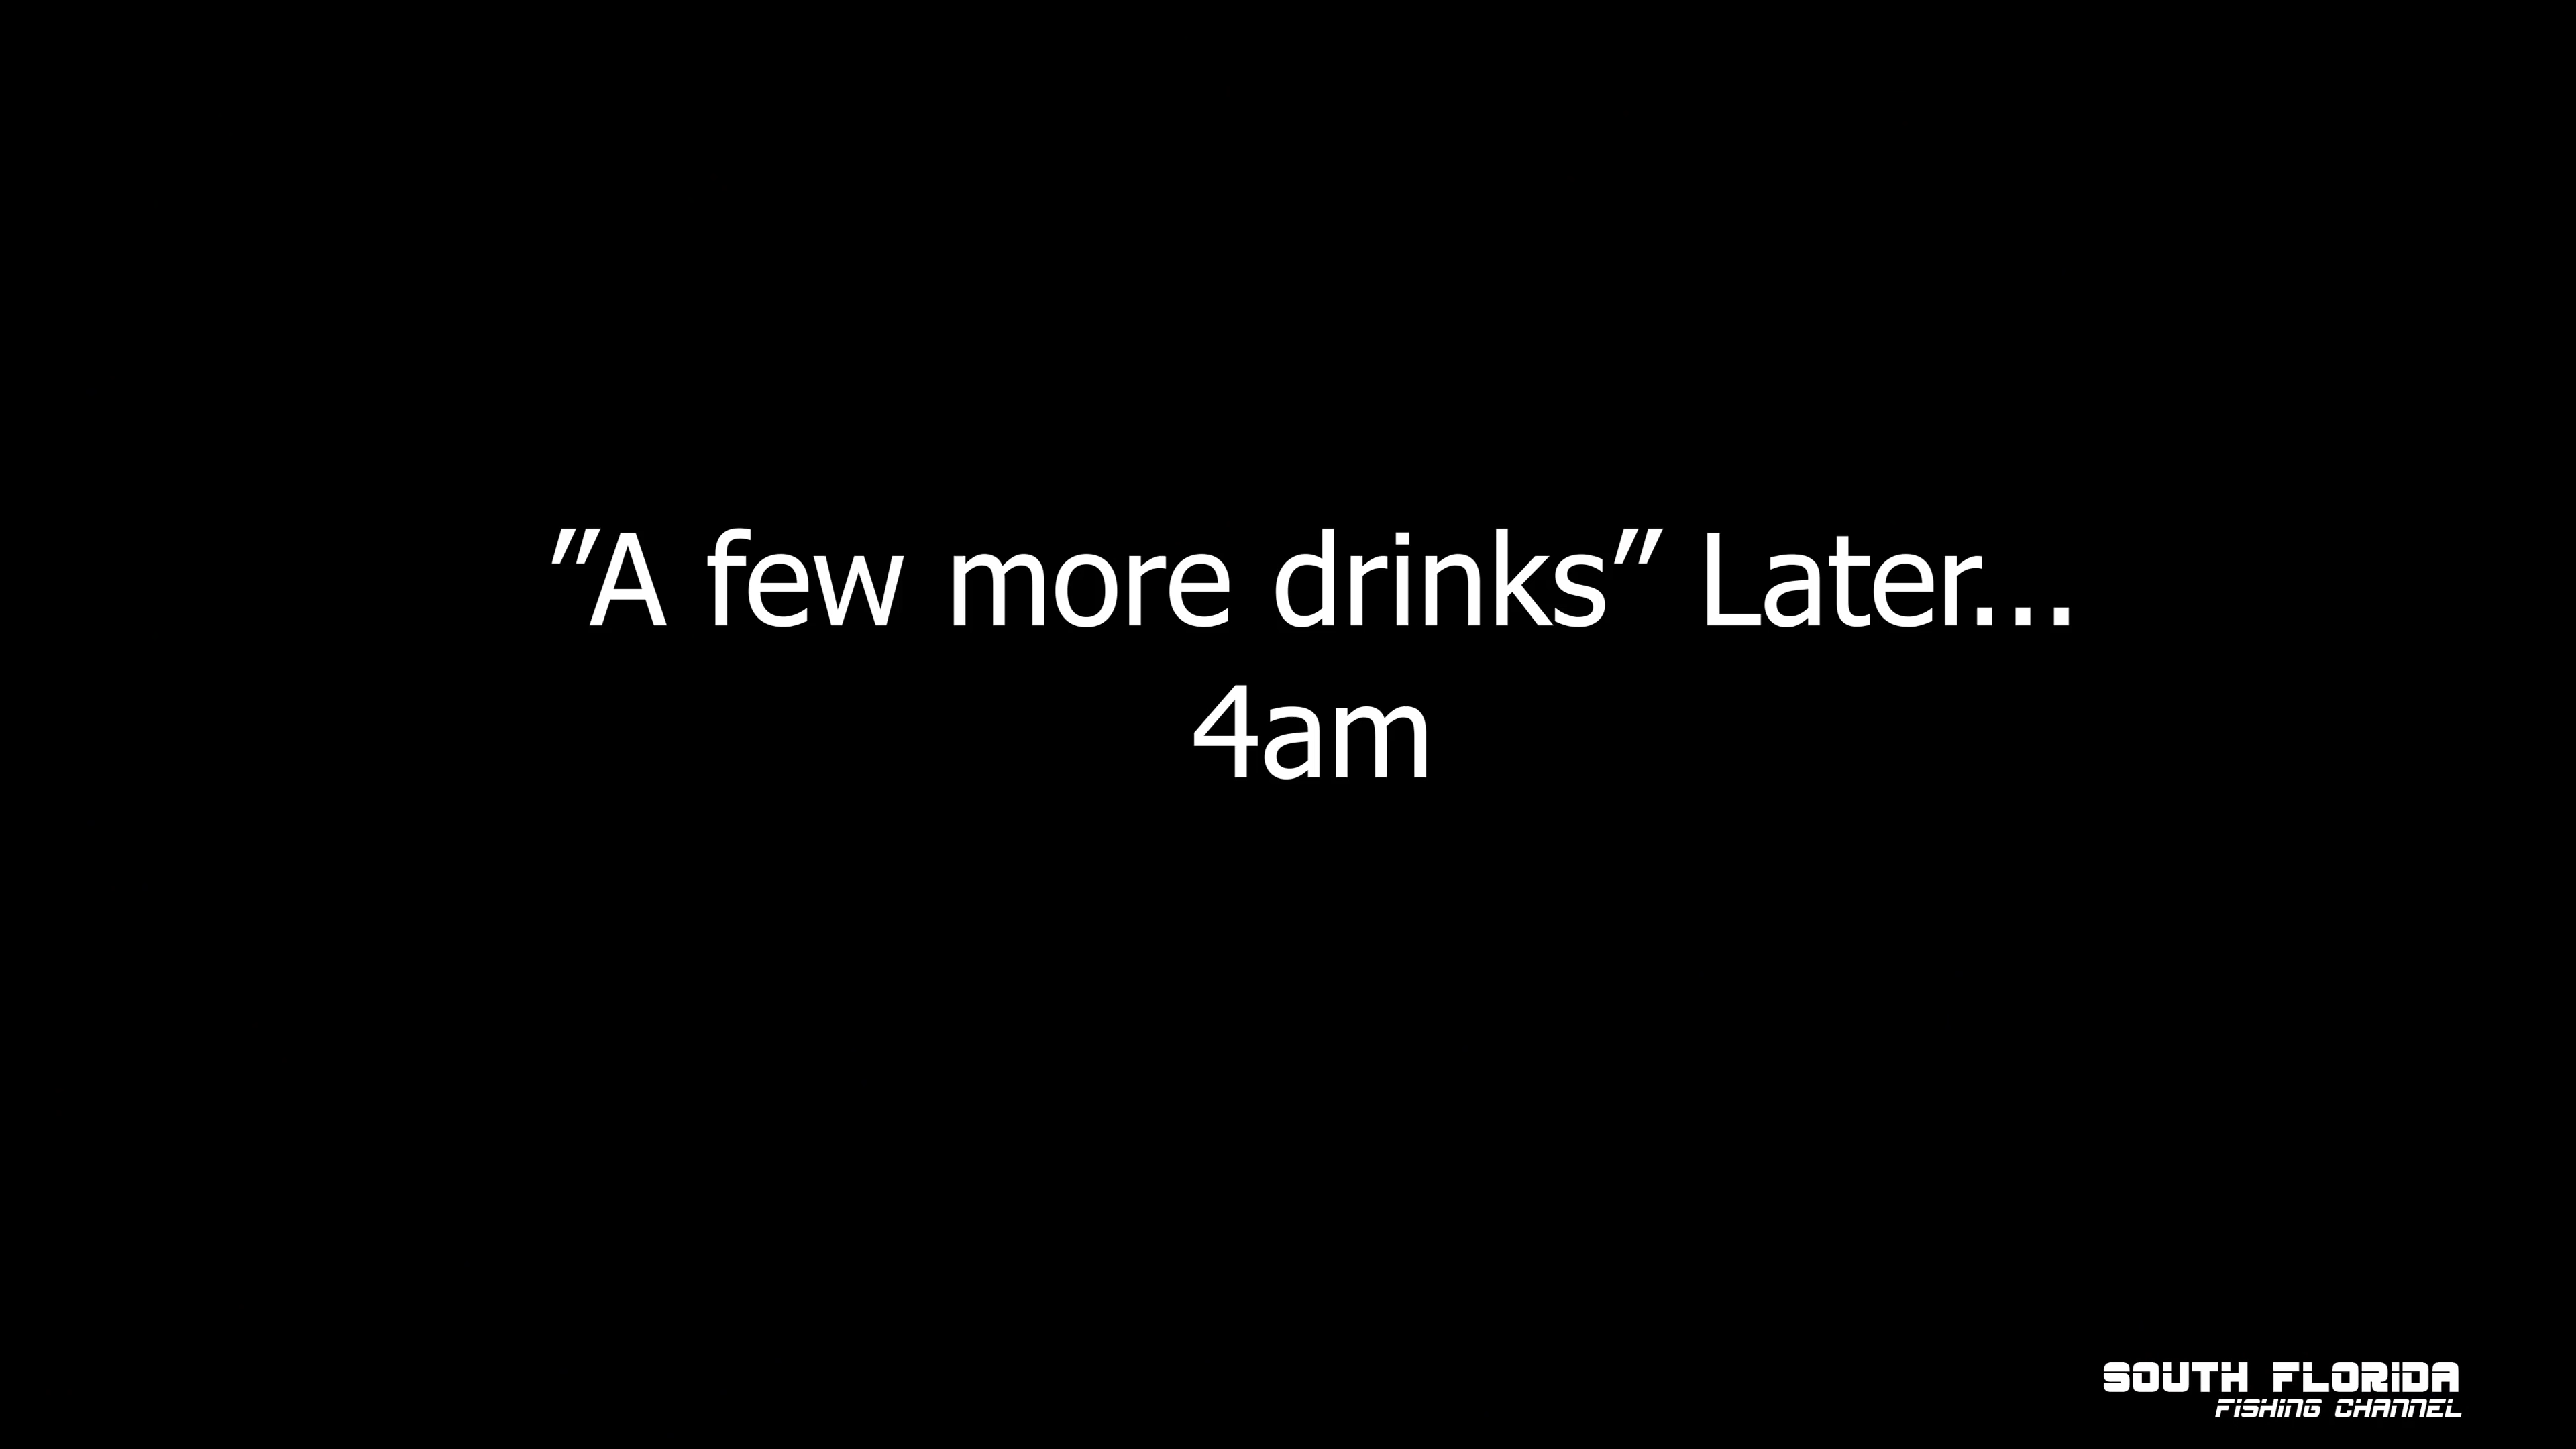 ”A few more drinks” Later...
4am
SOUTH FLORIDA
FISHING CHANNEL